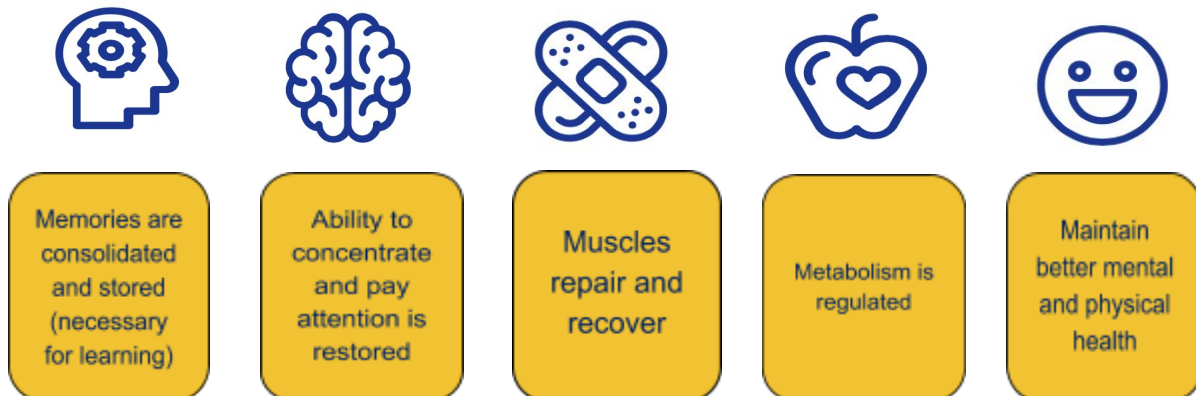 Memories are
consolidated
and stored
(necessary
for learning)
Ability to
concentrate
and pay
attention is
restored
Muscles
repair and
recover
Metabolism is
regulated
Maintain
better mental
and physical
health